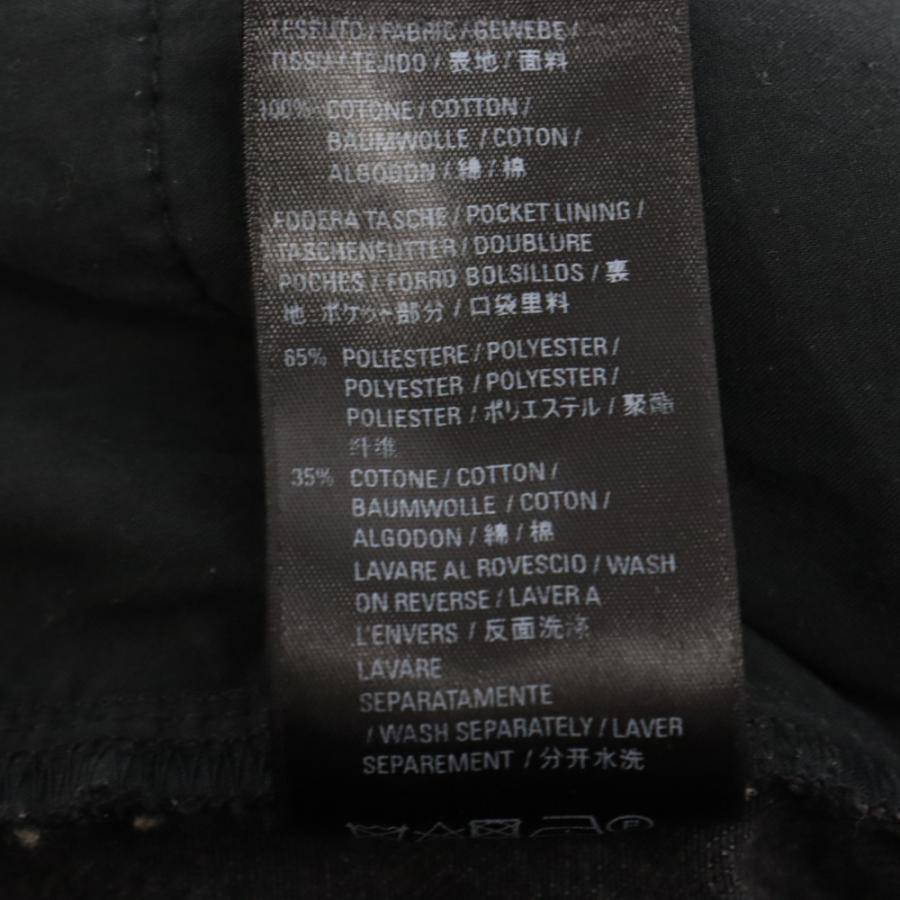 TESSUTO / FABRIC / GEWEBE /
TISSU / TEJIDO / 表地 / 面料
100% COTONE / COTTON /
BAUMWOLLE / COTON /
ALGODON / 綿 / 棉
FODERA TASCHE / POCKET LINING /
TASCHENFUTTER / DOUBLURE
POCHES / FORRO BOLSILLOS / 裏
地 ポケット部分 / 口袋里料
65% POLIESTERE / POLYESTER /
POLYESTER / POLYESTER /
POLIESTER / ポリエステル / 聚酯
纤维
35% COTONE / COTTON /
BAUMWOLLE / COTON /
ALGODON / 綿 / 棉
LAVARE AL ROVESCIO / WASH
ON REVERSE / LAVER A
L'ENVERS / 反面洗涤
LAVARE
SEPARATAMENTE
/ WASH SEPARATELY / LAVER
SEPAREMENT / 分开水洗